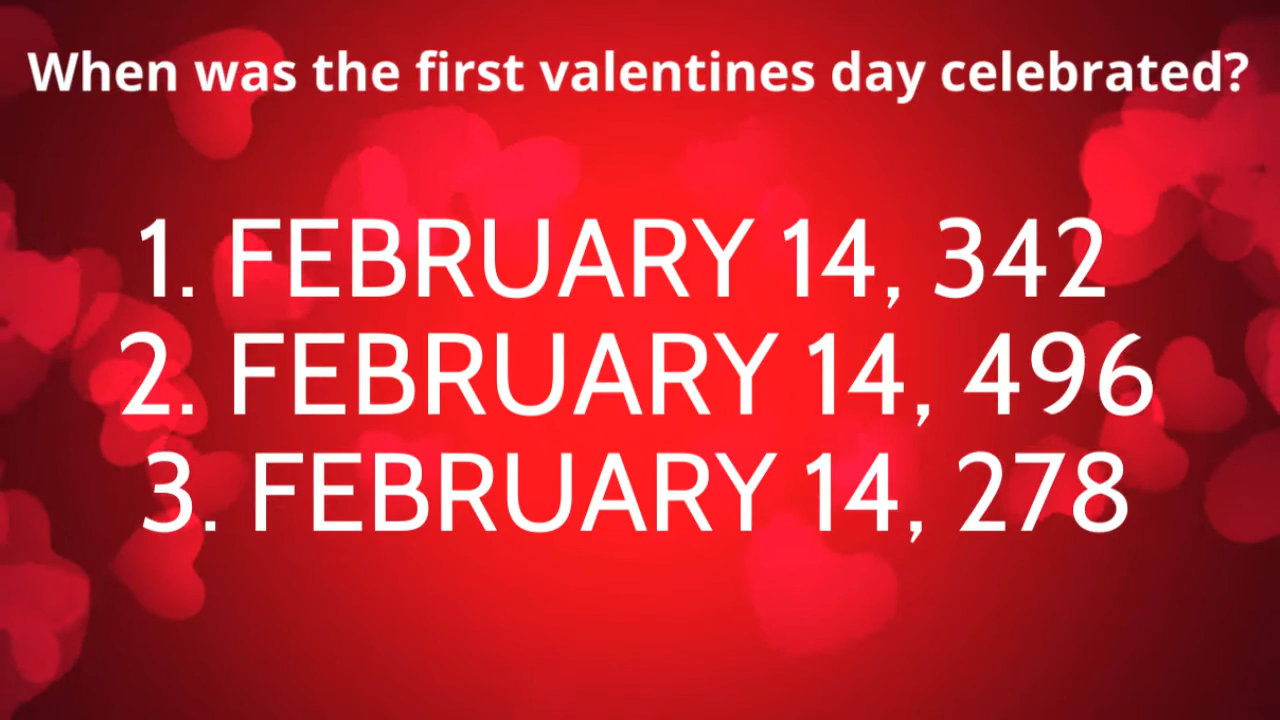 When was the first valentines day celebrated?
1. FEBRUARY 14, 342
2. FEBRUARY 14, 496
3. FEBRUARY 14, 278